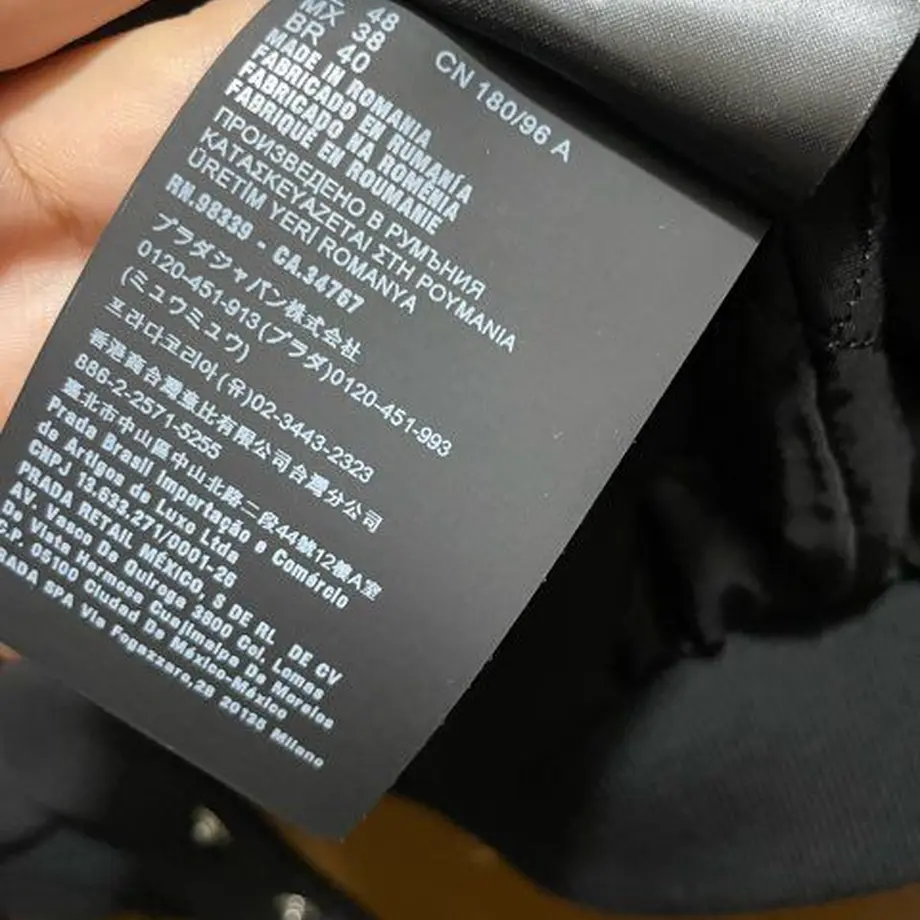 48
MX 38
BR 40
CN 180/96 A
MADE IN ROMANIA
FABRICADO EN RUMANÍA
FABRICADO NA ROMÉNIA
FABRIQUÉ EN ROUMANIE
ПРОИЗВЕДЕНО В РУМЪНИЯ
ΚΑΤΑΣΚΕΥΑΖΕΤΑΙ ΣΤΗ ΡΟΥΜΑΝΙΑ
ÜRETIM YERİ ROMANYA
RN.98339 - CA.34767
プラダジャパン株式会社
0120-451-913(プラダ)0120-451-993
(ミュウミュウ)
프라다코리아(유)02-3443-2323
香港商台灣魚比有限公司台灣分公司
886-2-2571-5255
臺北市中山區中山北路二段44號12樓A室
Prada Brasil Importação e Comércio
de Artigos de Luxo Ltda
CNPJ 13.633.271/0001-26
PRADA RETAIL MÉXICO, S DE RL DE CV
AV. Vasco De Quiroga 3800 Col. Lomas
De Vista Hermosa Cuajimalpa De Morelos
C.P. 05100 Ciudad De México-México
PRADA SPA Via Fogazzaro,28 20135 Milano